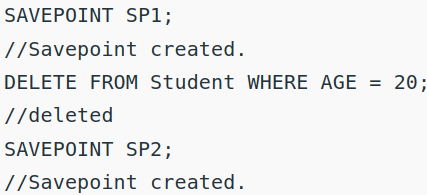 SAVEPOINT SP1;
//Savepoint created.
DELETE FROM Student WHERE AGE = 20;
//deleted
SAVEPOINT SP2;
//Savepoint created.